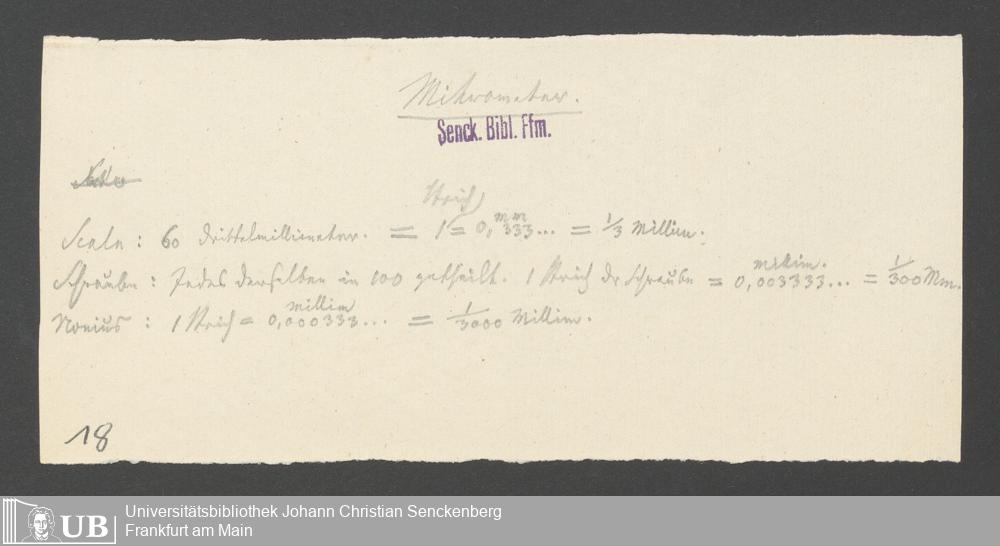 Mikrometer.
Senck. Bibl. Ffm.
Strich
Scala: 60 Drittelmillimeter. = 1 = 0,333... mm = 1/3 Millim.
Schraube: Jedes derselben in 100 getheilt. 1 Strich der Schraube = 0,003333... millim. = 1/300 Mm.
Nonius: 1 Strich = 0,000333... millim = 1/3000 Millim.
18
UB Universitätsbibliothek Johann Christian Senckenberg
Frankfurt am Main